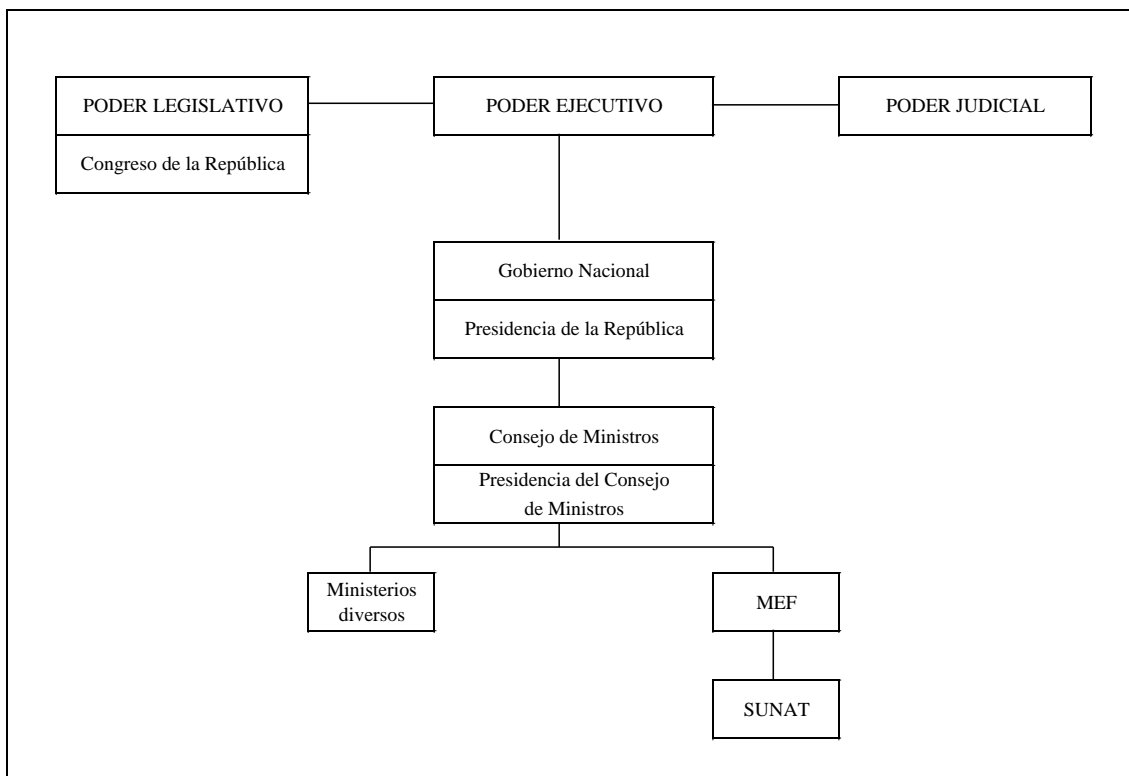 PODER LEGISLATIVO
PODER EJECUTIVO
PODER JUDICIAL
Congreso de la República
Gobierno Nacional
Presidencia de la República
Consejo de Ministros
Presidencia del Consejo
de Ministros
Ministerios
diversos
MEF
SUNAT